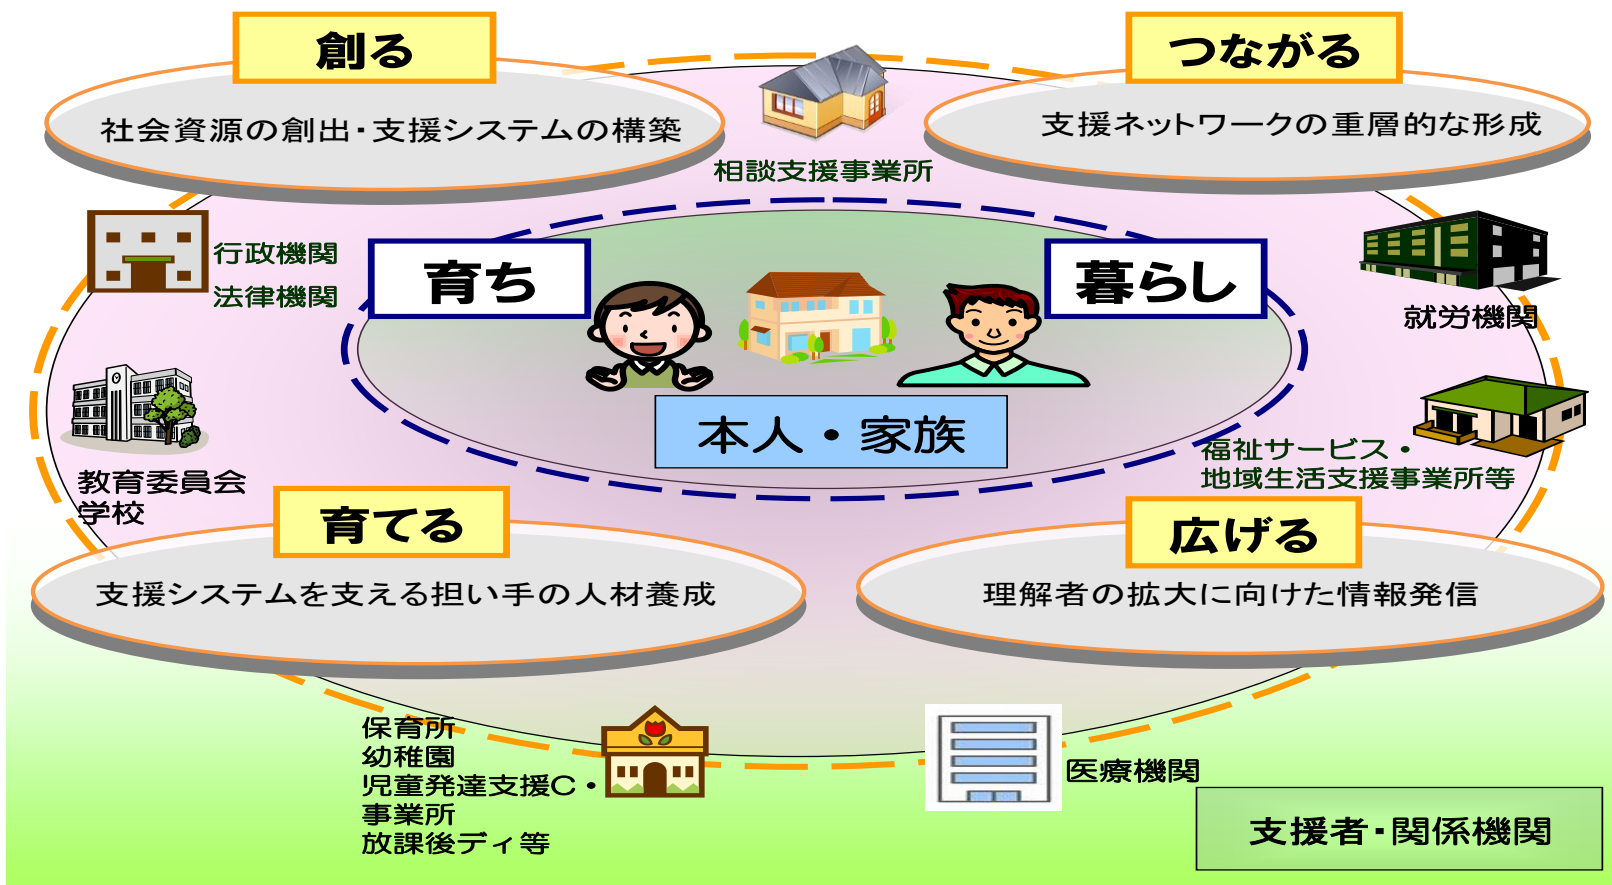 創る
社会資源の創出・支援システムの構築
つながる
支援ネットワークの重層的な形成
相談支援事業所
行政機関
法律機関
育ち
暮らし
就労機関
本人・家族
教育委員会
学校
福祉サービス・
地域生活支援事業所等
育てる
支援システムを支える担い手の人材養成
広げる
理解者の拡大に向けた情報発信
保育所
幼稚園
児童発達支援C・
事業所
放課後ディ等
医療機関
支援者・関係機関